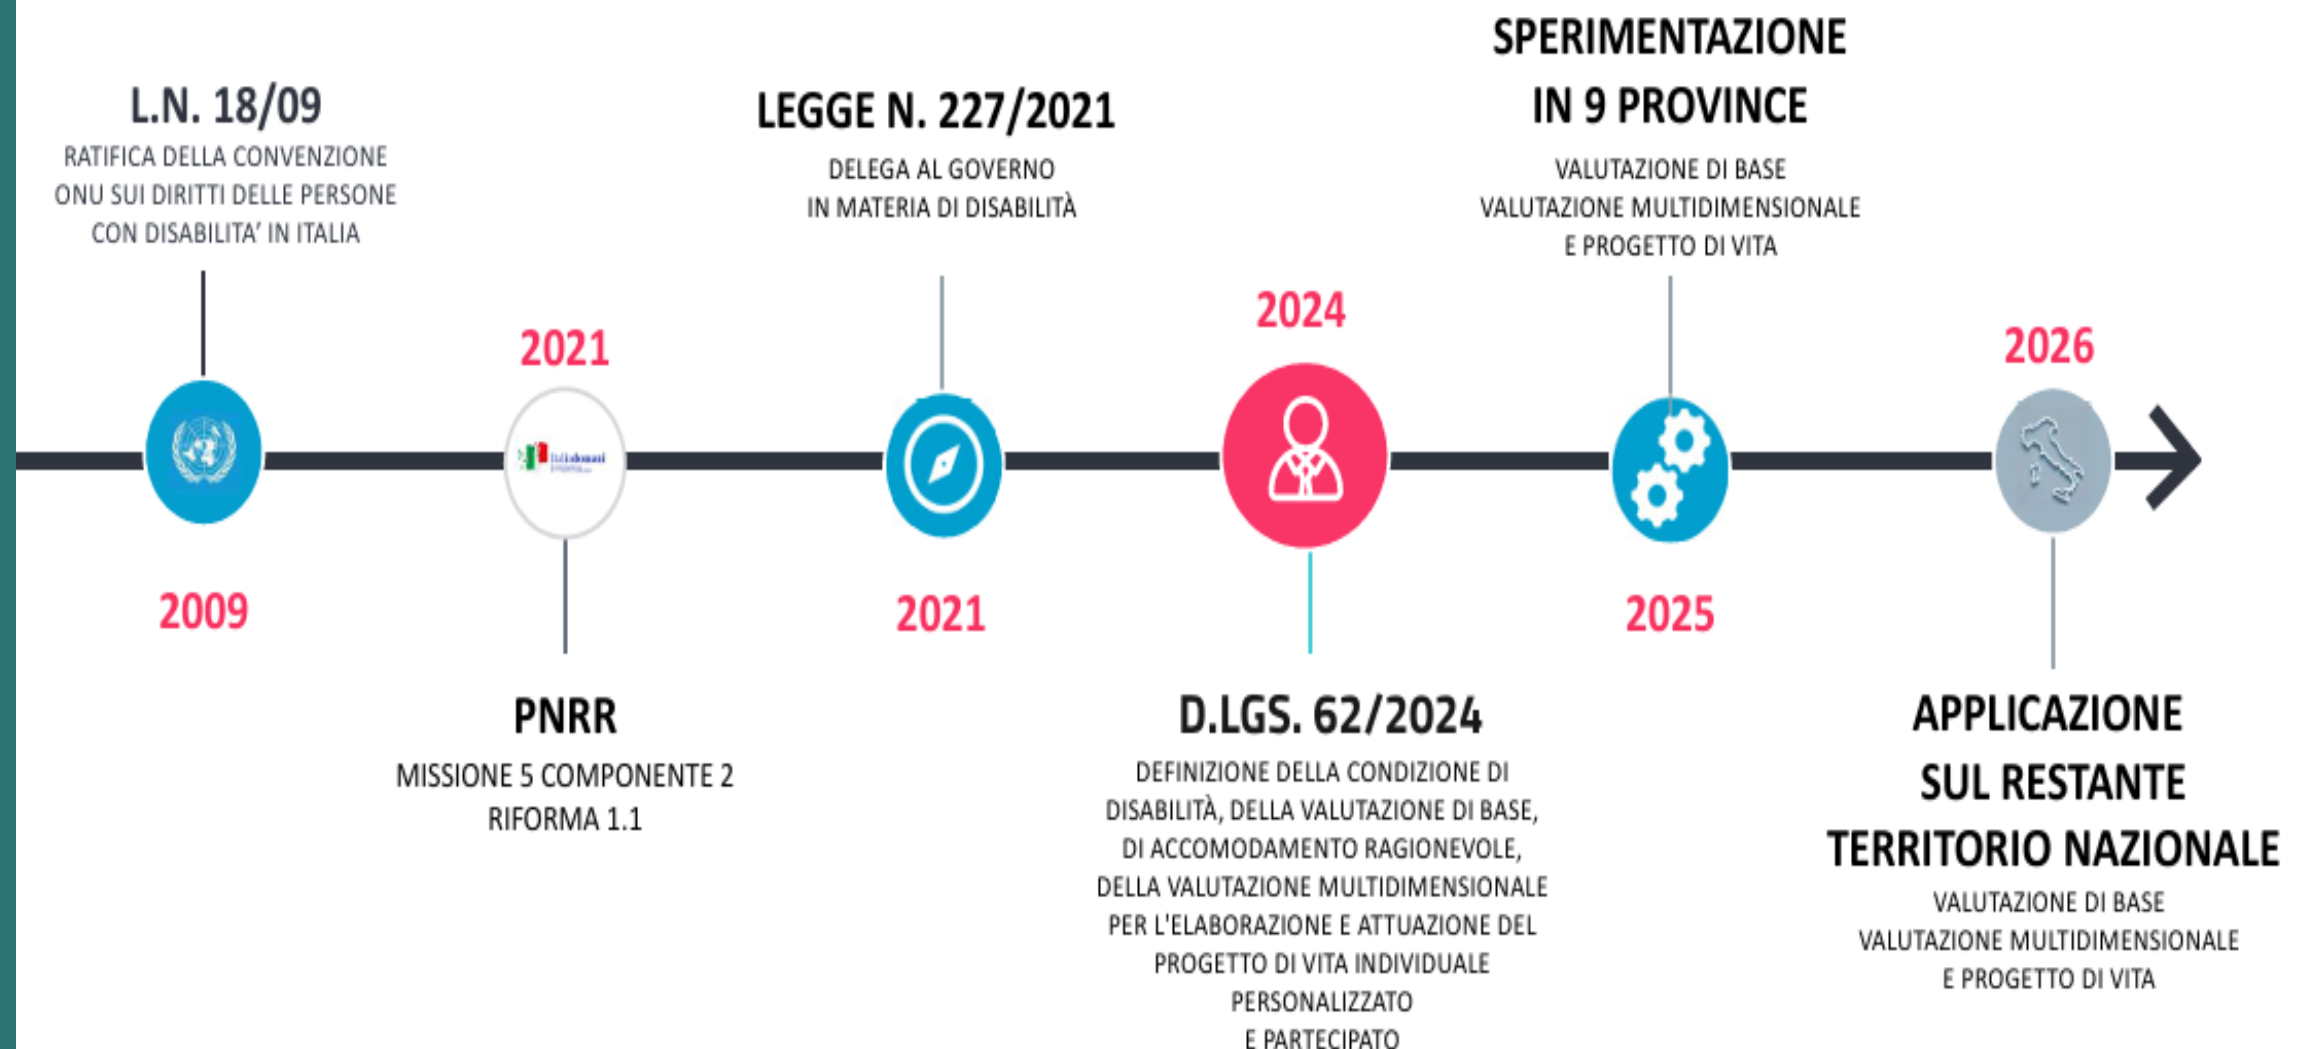 L.N. 18/09
RATIFICA DELLA CONVENZIONE
ONU SUI DIRITTI DELLE PERSONE
CON DISABILITA’ IN ITALIA
2009
2021
PNRR
MISSIONE 5 COMPONENTE 2
RIFORMA 1.1
LEGGE N. 227/2021
DELEGA AL GOVERNO
IN MATERIA DI DISABILITÀ
2021
2024
D.LGS. 62/2024
DEFINIZIONE DELLA CONDIZIONE DI
DISABILITÀ, DELLA VALUTAZIONE DI BASE,
DI ACCOMODAMENTO RAGIONEVOLE,
DELLA VALUTAZIONE MULTIDIMENSIONALE
PER L'ELABORAZIONE E ATTUAZIONE DEL
PROGETTO DI VITA INDIVIDUALE
PERSONALIZZATO
E PARTECIPATO
SPERIMENTAZIONE
IN 9 PROVINCE
VALUTAZIONE DI BASE
VALUTAZIONE MULTIDIMENSIONALE
E PROGETTO DI VITA
2025
2026
APPLICAZIONE
SUL RESTANTE
TERRITORIO NAZIONALE
VALUTAZIONE DI BASE
VALUTAZIONE MULTIDIMENSIONALE
E PROGETTO DI VITA
Italiadomani